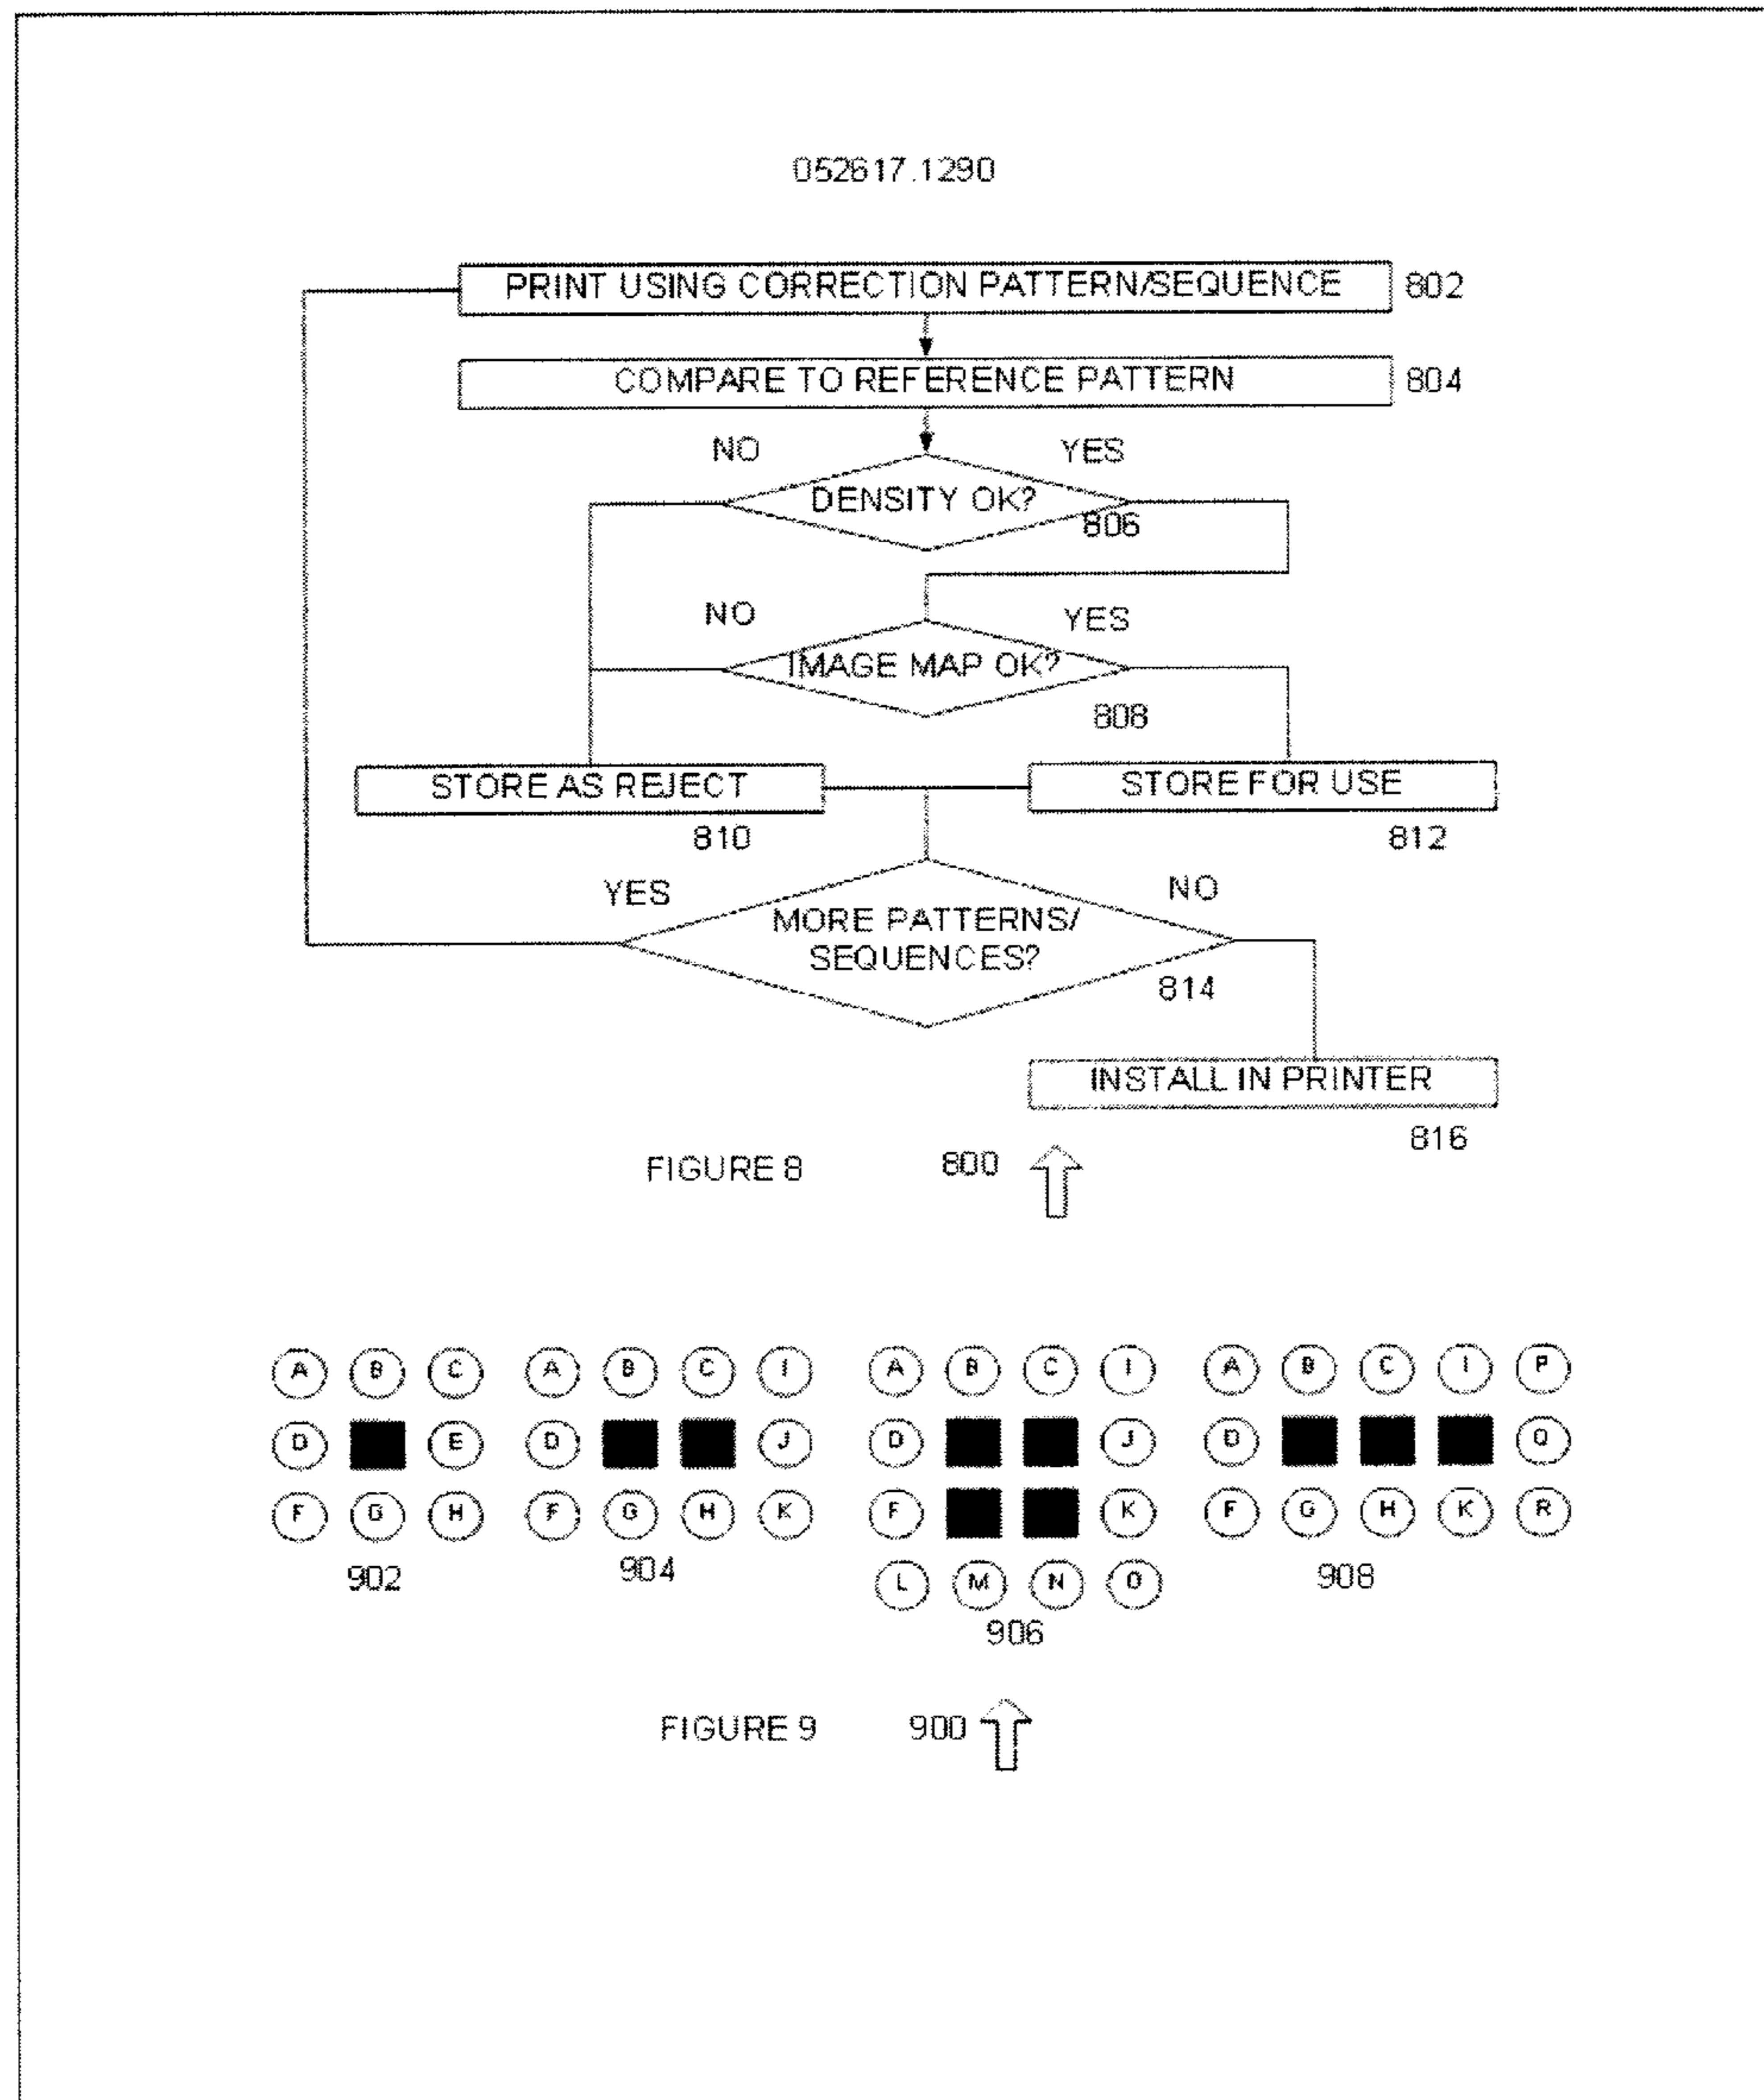 052617.1290
PRINT USING CORRECTION PATTERN/SEQUENCE 802
COMPARE TO REFERENCE PATTERN 804
NO YES
DENSITY OK?
806
NO YES
IMAGE MAP OK?
808
STORE AS REJECT STORE FOR USE
810 812
YES NO
MORE PATTERNS/
SEQUENCES?
814
INSTALL IN PRINTER
816
FIGURE 8 800
A B C A B C I A B C I A B C I P
D E D J D J D Q
F G H F G H K F K F G H K R
902 904 L M N O 908
906
FIGURE 9 900